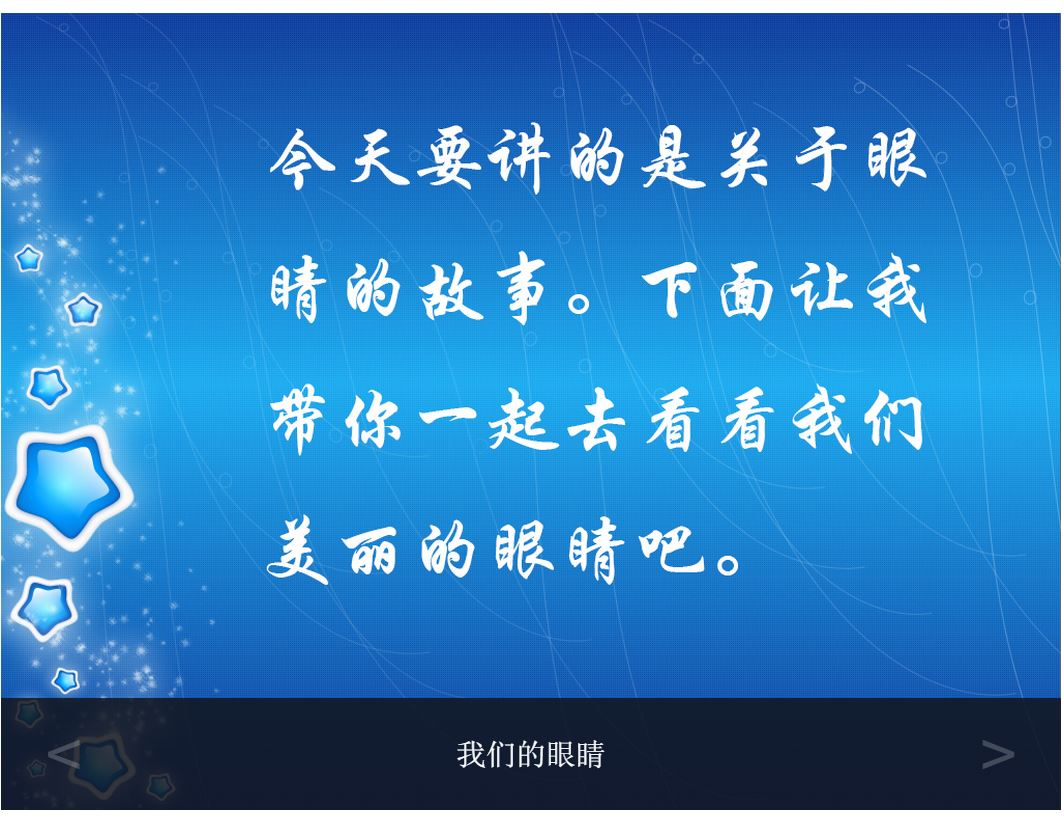 今天要讲的是关于眼
睛的故事。下面让我
带你一起去看看我们
美丽的眼睛吧。
< 我们的眼睛 >